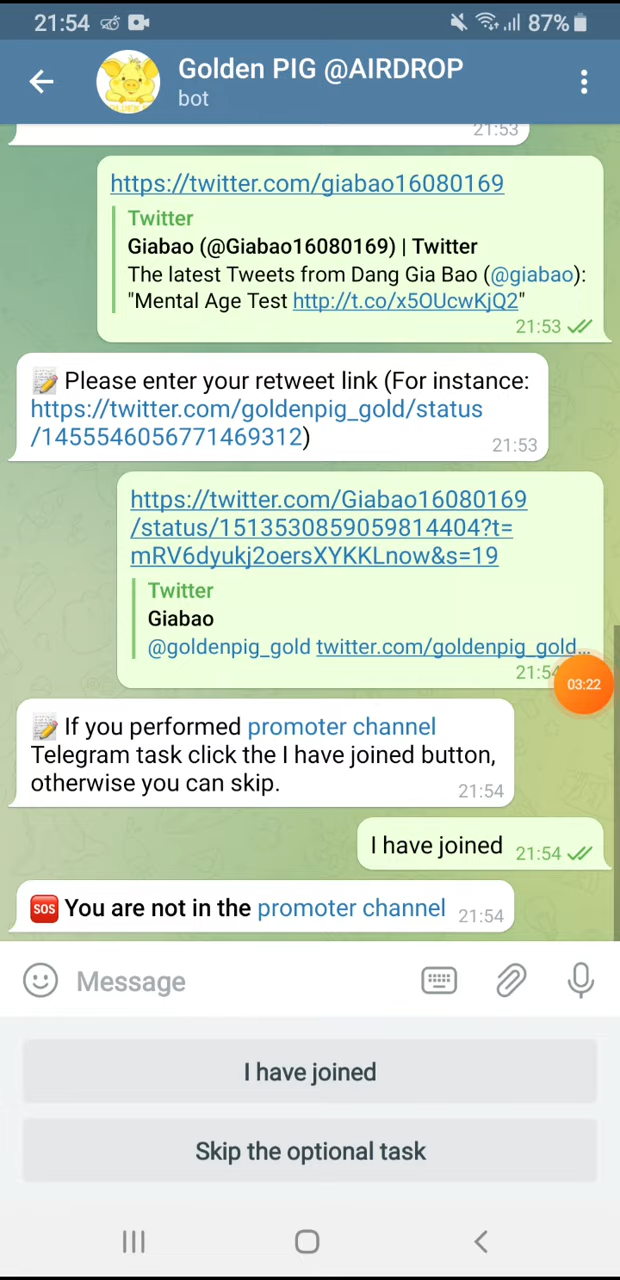 21:54
87%
Golden PIG @AIRDROP
bot
21:53
https://twitter.com/giabao16080169
Twitter
Giabao (@Giabao16080169) | Twitter
The latest Tweets from Dang Gia Bao (@giabao):
"Mental Age Test http://t.co/x5OUcwKjQ2"
21:53
Please enter your retweet link (For instance:
https://twitter.com/goldenpig_gold/status
/1455546056771469312)
21:53
https://twitter.com/Giabao16080169
/status/1513530859059814404?t=
mRV6dyukj2oersXYKKLnow&s=19
Twitter
Giabao
@goldenpig_gold twitter.com/goldenpig_gold...
21:54
03:22
If you performed promoter channel
Telegram task click the I have joined button,
otherwise you can skip.
21:54
I have joined
21:54
SOS You are not in the promoter channel
21:54
Message
I have joined
Skip the optional task